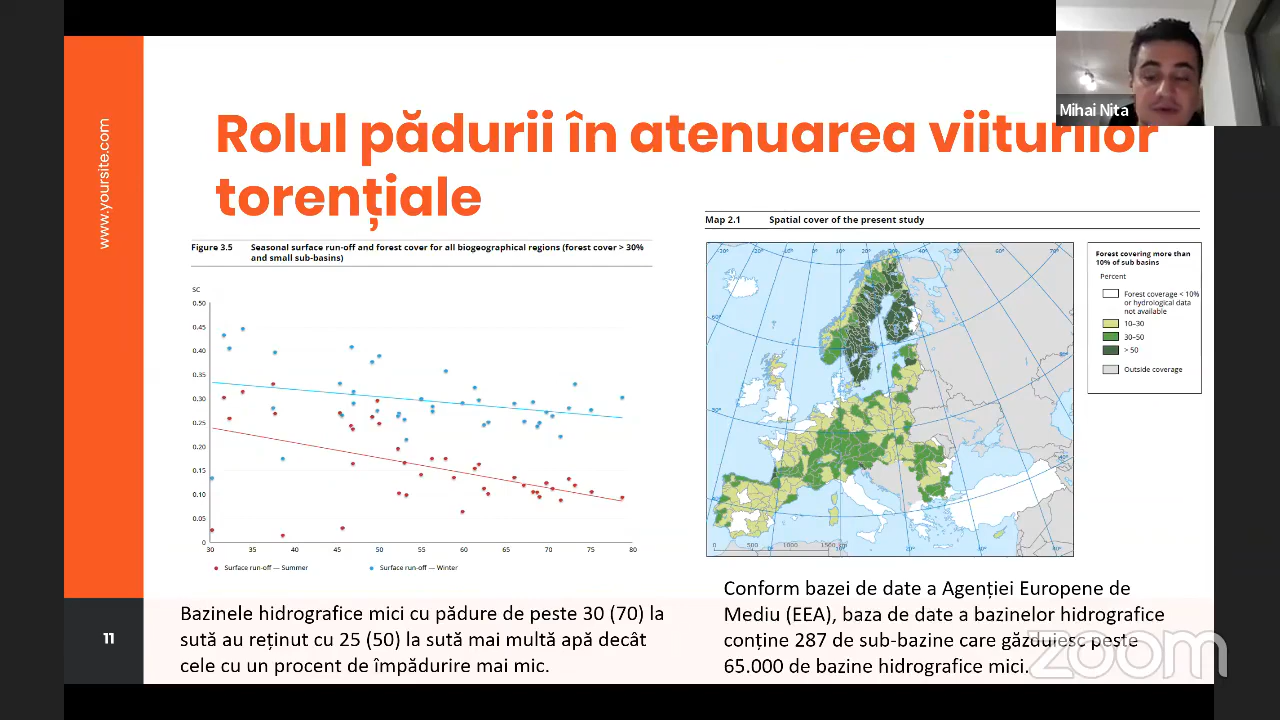 Mihai Nita
www.yoursite.com
Rolul pădurii în atenuarea viiturilor
torențiale
Figure 3.5 Seasonal surface run-off and forest cover for all biogeographical regions (forest cover > 30%
and small sub-basins)
SC
0.50
0.45
0.40
0.35
0.30
0.25
0.20
0.15
0.10
0.05
0
30 35 40 45 50 55 60 65 70 75 80
Surface run-off — Summer Surface run-off — Winter
Map 2.1 Spatial cover of the present study
Forest covering more than
10% of sub basins
Percent
Forest coverage < 10%
or hydrological data
not available
10–30
30–50
> 50
Outside coverage
0 500 1000 1500
Bazinele hidrografice mici cu pădure de peste 30 (70) la
sută au reținut cu 25 (50) la sută mai multă apă decât
cele cu un procent de împădurire mai mic.
Conform bazei de date a Agenției Europene de
Mediu (EEA), baza de date a bazinelor hidrografice
conține 287 de sub-bazine care găzduiesc peste
65.000 de bazine hidrografice mici.
11
zoom